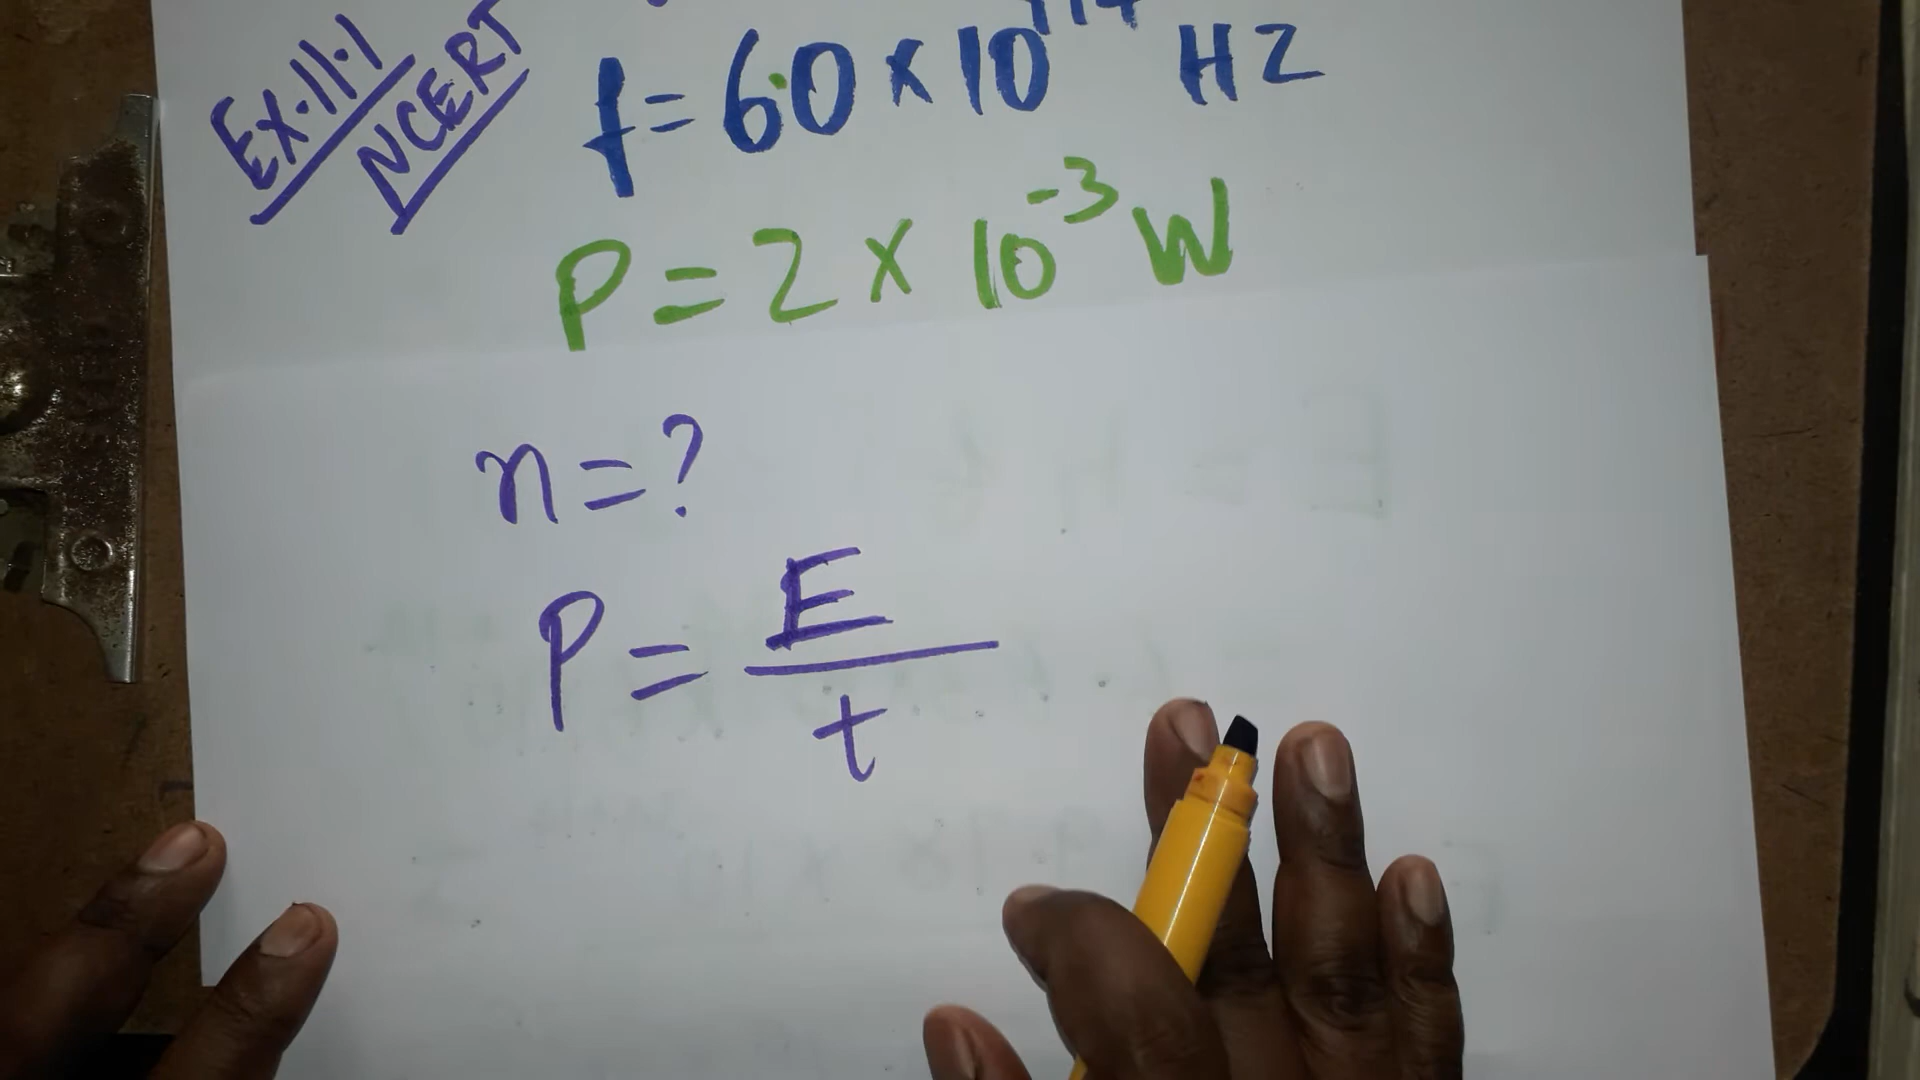 Ex.11.1
NCERT
f = 6.0 x 10 HZ
P = 2 x 10⁻³ W
n = ?
P = E
t